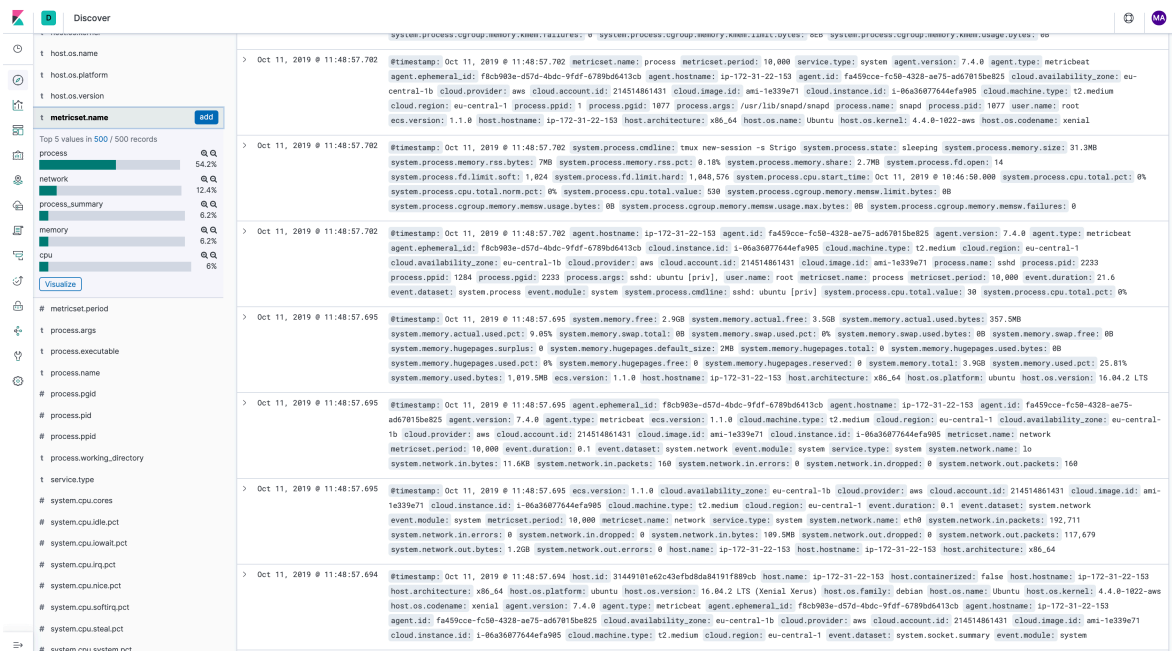 D
Discover
MA
t host.os.name
t host.os.platform
t host.os.version
t metricset.name
add
Top 5 values in 500 / 500 records
process
54.2%
network
12.4%
process_summary
6.2%
memory
6.2%
cpu
6%
Visualize
# metricset.period
t process.args
t process.executable
t process.name
# process.pgid
# process.pid
# process.ppid
t process.working_directory
t service.type
# system.cpu.cores
# system.cpu.idle.pct
# system.cpu.iowait.pct
# system.cpu.irq.pct
# system.cpu.nice.pct
# system.cpu.softirq.pct
# system.cpu.steal.pct
# system.cpu.system.pct
system.process.cgroup.memory.kmem.failures: 0 system.process.cgroup.memory.kmem.limit.bytes: 8EB system.process.cgroup.memory.kmem.usage.bytes: 0B
Oct 11, 2019 @ 11:48:57.702
@timestamp: Oct 11, 2019 @ 11:48:57.702 metricset.name: process metricset.period: 10,000 service.type: system agent.version: 7.4.0 agent.type: metricbeat
agent.ephemeral_id: f8cb903e-d57d-4bdc-9fdf-6789bd6413cb agent.hostname: ip-172-31-22-153 agent.id: fa459cce-fc50-4328-ae75-ad67015be825 cloud.availability_zone: eu-
central-1b cloud.provider: aws cloud.account.id: 214514861431 cloud.image.id: ami-1e339e71 cloud.instance.id: i-06a36077644efa905 cloud.machine.type: t2.medium
cloud.region: eu-central-1 process.ppid: 1 process.pgid: 1077 process.args: /usr/lib/snapd/snapd process.name: snapd process.pid: 1077 user.name: root
ecs.version: 1.1.0 host.hostname: ip-172-31-22-153 host.architecture: x86_64 host.os.name: Ubuntu host.os.kernel: 4.4.0-1022-aws host.os.codename: xenial
Oct 11, 2019 @ 11:48:57.702
@timestamp: Oct 11, 2019 @ 11:48:57.702 system.process.cmdline: tmux new-session -s Strigo system.process.state: sleeping system.process.memory.size: 31.3MB
system.process.memory.rss.bytes: 7MB system.process.memory.rss.pct: 0.18% system.process.memory.share: 2.7MB system.process.fd.open: 14
system.process.fd.limit.soft: 1,024 system.process.fd.limit.hard: 1,048,576 system.process.cpu.start_time: Oct 11, 2019 @ 10:46:50.000 system.process.cpu.total.pct: 0%
system.process.cpu.total.norm.pct: 0% system.process.cpu.total.value: 530 system.process.cgroup.memory.memsw.limit.bytes: 0B
system.process.cgroup.memory.memsw.usage.bytes: 0B system.process.cgroup.memory.memsw.usage.max.bytes: 0B system.process.cgroup.memory.memsw.failures: 0
Oct 11, 2019 @ 11:48:57.702
@timestamp: Oct 11, 2019 @ 11:48:57.702 agent.hostname: ip-172-31-22-153 agent.id: fa459cce-fc50-4328-ae75-ad67015be825 agent.version: 7.4.0 agent.type: metricbeat
agent.ephemeral_id: f8cb903e-d57d-4bdc-9fdf-6789bd6413cb cloud.instance.id: i-06a36077644efa905 cloud.machine.type: t2.medium cloud.region: eu-central-1
cloud.availability_zone: eu-central-1b cloud.provider: aws cloud.account.id: 214514861431 cloud.image.id: ami-1e339e71 process.name: sshd process.pid: 2233
process.ppid: 1284 process.pgid: 2233 process.args: sshd: ubuntu [priv], user.name: root metricset.name: process metricset.period: 10,000 event.duration: 21.6
event.dataset: system.process event.module: system system.process.cmdline: sshd: ubuntu [priv] system.process.cpu.total.value: 30 system.process.cpu.total.pct: 0%
Oct 11, 2019 @ 11:48:57.695
@timestamp: Oct 11, 2019 @ 11:48:57.695 system.memory.free: 2.9GB system.memory.actual.free: 3.5GB system.memory.actual.used.bytes: 357.5MB
system.memory.actual.used.pct: 9.05% system.memory.swap.total: 0B system.memory.swap.used.pct: 0% system.memory.swap.used.bytes: 0B system.memory.swap.free: 0B
system.memory.hugepages.surplus: 0 system.memory.hugepages.default_size: 2MB system.memory.hugepages.total: 0 system.memory.hugepages.used.bytes: 0B
system.memory.hugepages.used.pct: 0% system.memory.hugepages.free: 0 system.memory.hugepages.reserved: 0 system.memory.total: 3.9GB system.memory.used.pct: 25.81%
system.memory.used.bytes: 1,019.5MB ecs.version: 1.1.0 host.hostname: ip-172-31-22-153 host.architecture: x86_64 host.os.platform: ubuntu host.os.version: 16.04.2 LTS
Oct 11, 2019 @ 11:48:57.695
@timestamp: Oct 11, 2019 @ 11:48:57.695 agent.ephemeral_id: f8cb903e-d57d-4bdc-9fdf-6789bd6413cb agent.hostname: ip-172-31-22-153 agent.id: fa459cce-fc50-4328-ae75-
ad67015be825 agent.version: 7.4.0 agent.type: metricbeat ecs.version: 1.1.0 cloud.machine.type: t2.medium cloud.region: eu-central-1 cloud.availability_zone: eu-central-
1b cloud.provider: aws cloud.account.id: 214514861431 cloud.image.id: ami-1e339e71 cloud.instance.id: i-06a36077644efa905 metricset.name: network
metricset.period: 10,000 event.duration: 0.1 event.dataset: system.network event.module: system service.type: system system.network.name: lo
system.network.in.bytes: 11.6KB system.network.in.packets: 160 system.network.in.errors: 0 system.network.in.dropped: 0 system.network.out.packets: 160
Oct 11, 2019 @ 11:48:57.695
@timestamp: Oct 11, 2019 @ 11:48:57.695 ecs.version: 1.1.0 cloud.availability_zone: eu-central-1b cloud.provider: aws cloud.account.id: 214514861431 cloud.image.id: ami-
1e339e71 cloud.instance.id: i-06a36077644efa905 cloud.machine.type: t2.medium cloud.region: eu-central-1 event.duration: 0.1 event.dataset: system.network
event.module: system metricset.period: 10,000 metricset.name: network service.type: system system.network.name: eth0 system.network.in.packets: 192,711
system.network.in.errors: 0 system.network.in.dropped: 0 system.network.in.bytes: 109.5MB system.network.out.dropped: 0 system.network.out.packets: 117,679
system.network.out.bytes: 1.2GB system.network.out.errors: 0 host.name: ip-172-31-22-153 host.hostname: ip-172-31-22-153 host.architecture: x86_64
Oct 11, 2019 @ 11:48:57.694
@timestamp: Oct 11, 2019 @ 11:48:57.694 host.id: 31449101e62c43efbd8da84191f889cb host.name: ip-172-31-22-153 host.containerized: false host.hostname: ip-172-31-22-153
host.architecture: x86_64 host.os.platform: ubuntu host.os.version: 16.04.2 LTS (Xenial Xerus) host.os.family: debian host.os.name: Ubuntu host.os.kernel: 4.4.0-1022-aws
host.os.codename: xenial agent.version: 7.4.0 agent.type: metricbeat agent.ephemeral_id: f8cb903e-d57d-4bdc-9fdf-6789bd6413cb agent.hostname: ip-172-31-22-153
agent.id: fa459cce-fc50-4328-ae75-ad67015be825 cloud.availability_zone: eu-central-1b cloud.provider: aws cloud.account.id: 214514861431 cloud.image.id: ami-1e339e71
cloud.instance.id: i-06a36077644efa905 cloud.machine.type: t2.medium cloud.region: eu-central-1 event.dataset: system.socket.summary event.module: system